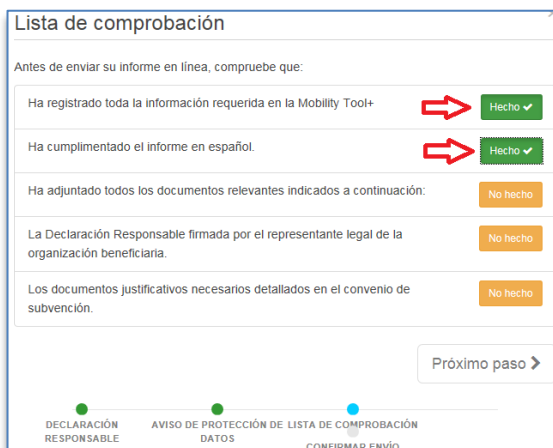 Lista de comprobación
Antes de enviar su informe en línea, compruebe que:
Ha registrado toda la información requerida en la Mobility Tool+
Hecho ✔
Ha cumplimentado el informe en español.
Hecho ✔
Ha adjuntado todos los documentos relevantes indicados a continuación:
No hecho
La Declaración Responsable firmada por el representante legal de la
organización beneficiaria.
No hecho
Los documentos justificativos necesarios detallados en el convenio de
subvención.
No hecho
Próximo paso
DECLARACIÓN
RESPONSABLE
AVISO DE PROTECCIÓN DE
DATOS
LISTA DE COMPROBACIÓN
CONFIRMAR ENVÍO